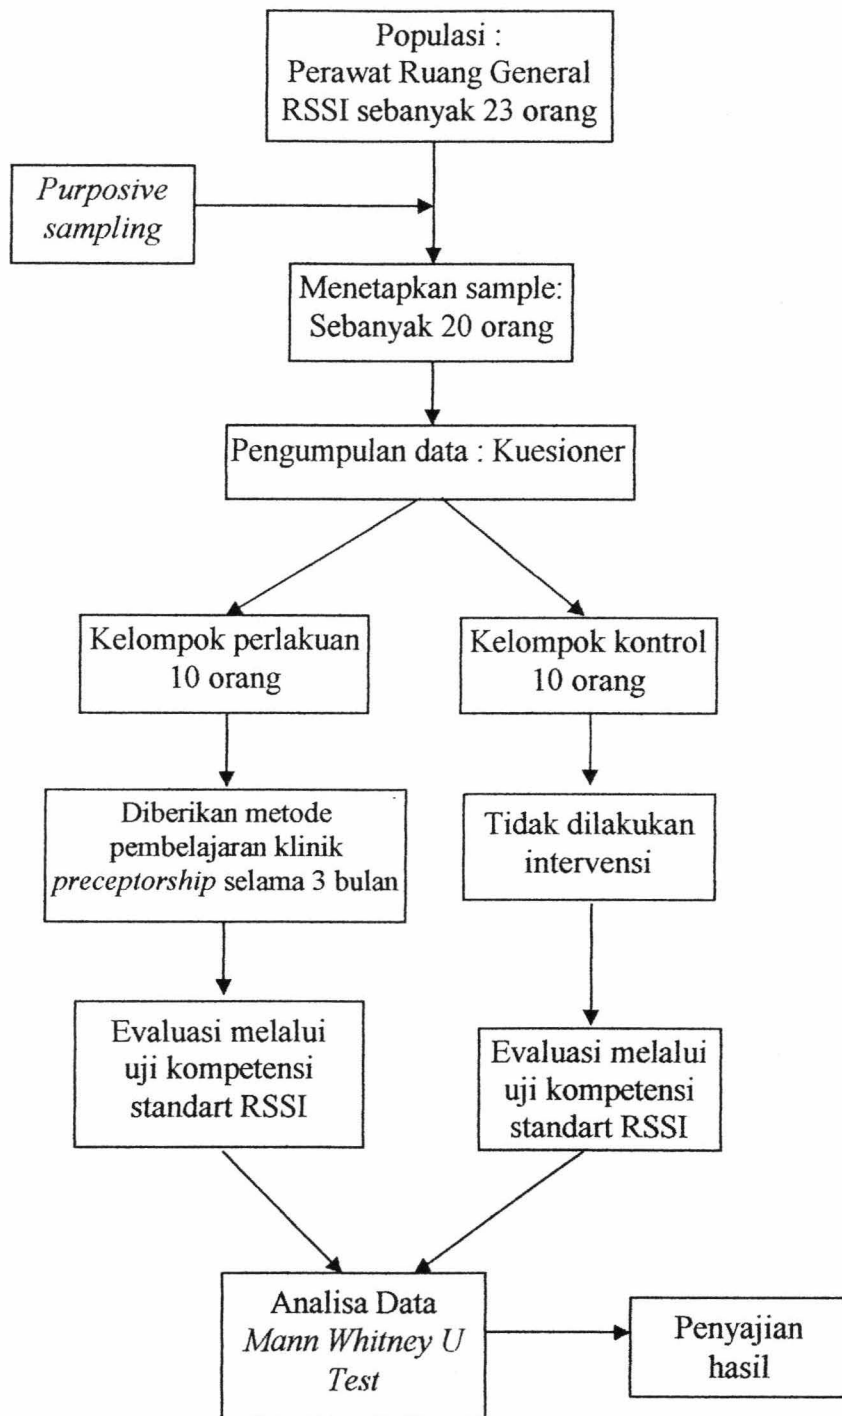 Populasi :
Perawat Ruang General
RSSI sebanyak 23 orang
Purposive
sampling
Menetapkan sample:
Sebanyak 20 orang
Pengumpulan data : Kuesioner
Kelompok perlakuan
10 orang
Kelompok kontrol
10 orang
Diberikan metode
pembelajaran klinik
preceptorship selama 3 bulan
Tidak dilakukan
intervensi
Evaluasi melalui
uji kompetensi
standart RSSI
Evaluasi melalui
uji kompetensi
standart RSSI
Analisa Data
Mann Whitney U
Test
Penyajian
hasil